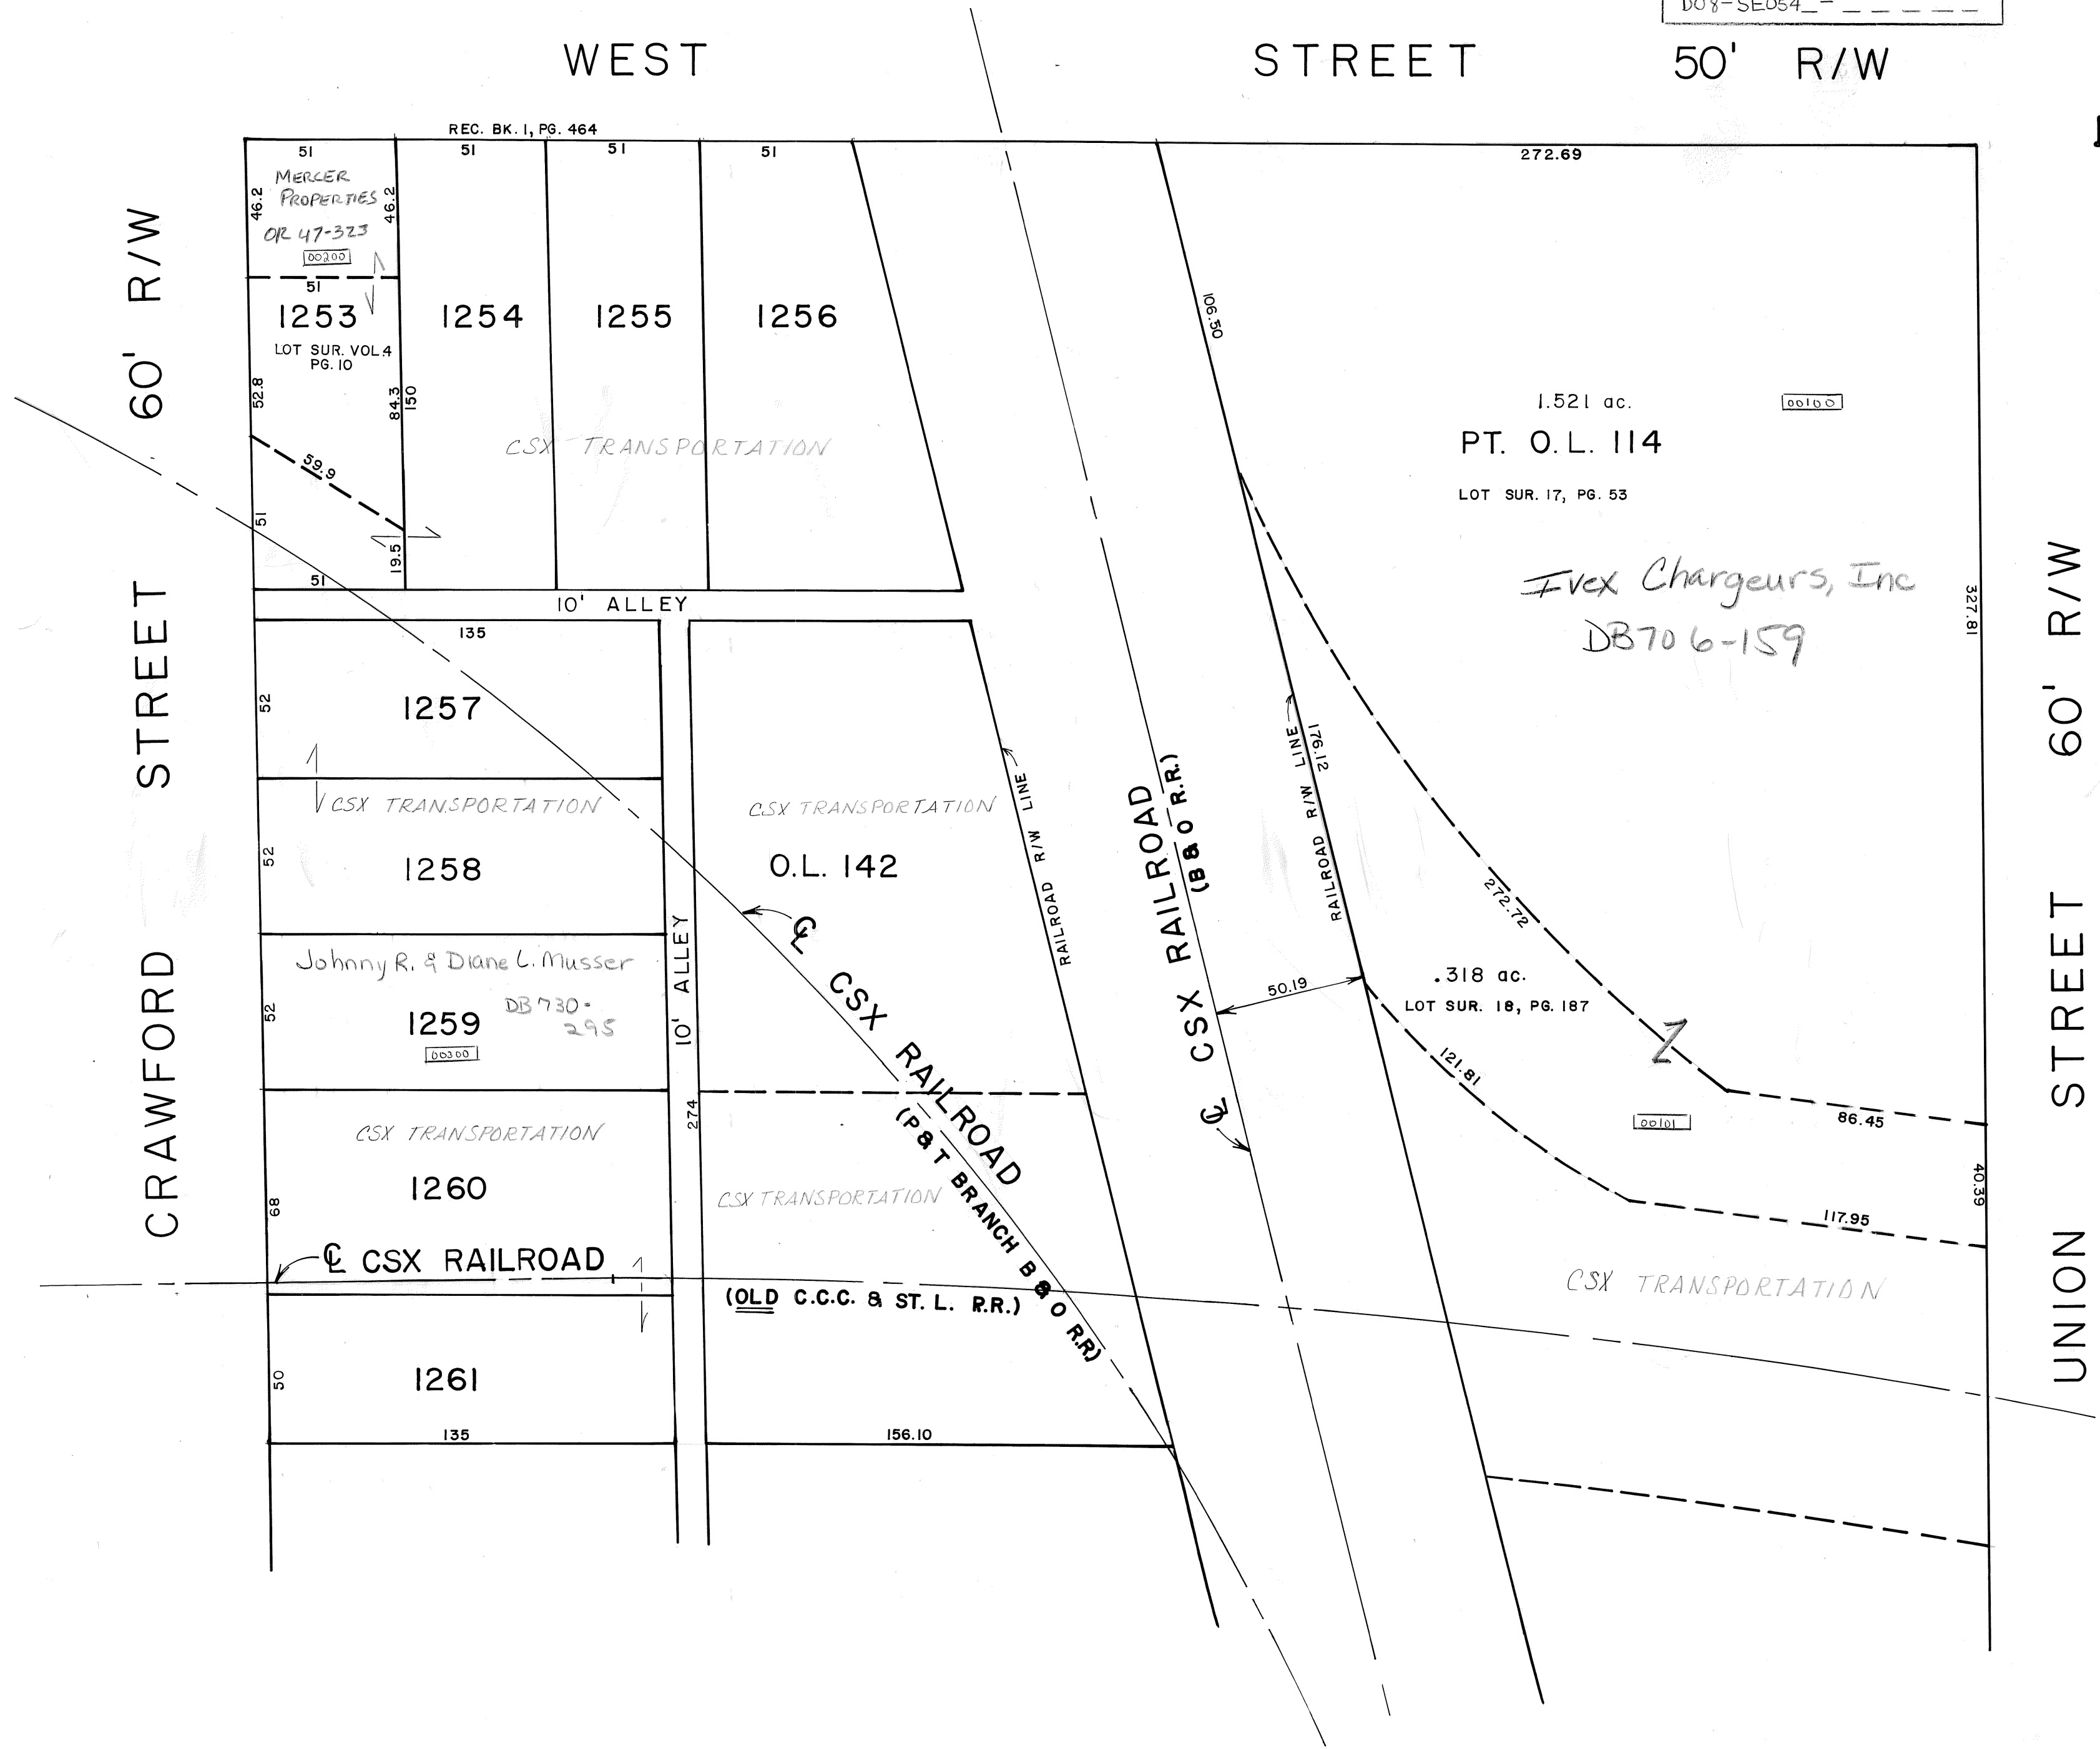 D08-SE054_-_ _ _ _ _
WEST STREET 50' R/W
REC. BK. 1, PG. 464
51 51 51 51 272.69
MERCER
PROPERTIES
OR 47-323
00200
46.2 46.2
60' R/W
51
1253 1254 1255 1256
LOT SUR. VOL.4
PG. 10
106.50
52.8 84.3 150
1.521 ac. 00100
PT. O.L. 114
CSX TRANSPORTATION
59.9
LOT SUR. 17, PG. 53
51 19.5
51
Ivex Chargeurs, Inc
DB706-159
327.81
60' R/W
10' ALLEY
135
CRAWFORD STREET
52
1257
RAILROAD R/W LINE
176.12
CSX TRANSPORTATION
CSX TRANSPORTATION
RAILROAD R/W LINE
52
1258
O.L. 142
CSX RAILROAD
(B & O R.R.)
272.72
10' ALLEY
Johnny R. & Diane L. Musser
52
1259
DB 730-
295
00300
℄ CSX RAILROAD
(P & T BRANCH B & O R.R)
50.19
.318 ac.
LOT SUR. 18, PG. 187
121.81
00101
86.45
274
CSX TRANSPORTATION
68
1260
CSX TRANSPORTATION
40.39
117.95
℄ CSX RAILROAD
(OLD C.C.C. & ST. L. R.R.)
CSX TRANSPORTATION
UNION STREET
50
1261
135
156.10